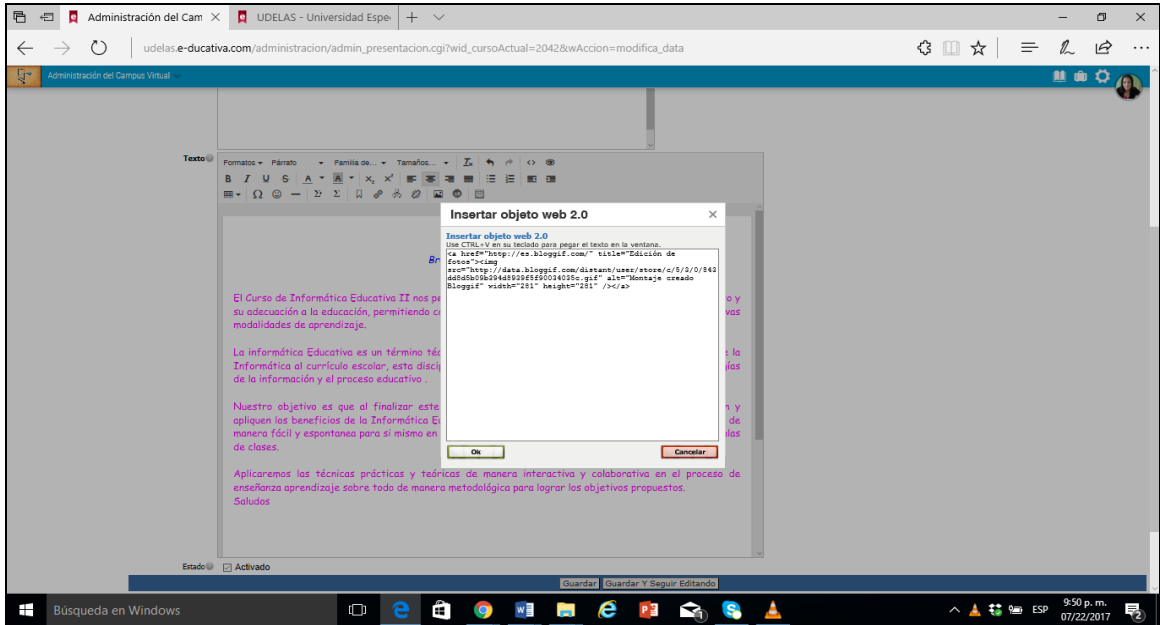 Administración del Cam
UDELAS - Universidad Espe
udelas.e-ducativa.com/administracion/admin_presentacion.cgi?wid_cursoActual=2042&wAccion=modifica_data
Administración del Campus Virtual
Texto
Formatos Párrafo Familia de... Tamaños...
Insertar objeto web 2.0
Insertar objeto web 2.0
Use CTRL+V en su teclado para pegar el texto en la ventana.
<a href="http://es.bloggif.com/" title="Edición de
fotos"><img
src="http://data.bloggif.com/distant/user/store/c/5/3/0/843
dd8d5b09b294d8929f5f90034035c.gif" alt="Montaje creado
Bloggif" width="281" height="281" /></a>
Ok
Cancelar
Br
El Curso de Informática Educativa II nos pe o y
su adecuación a la educación, permitiendo c vas
modalidades de aprendizaje.
La informática Educativa es un término téc e la
Informática al currículo escolar, esta disci ías
de la información y el proceso educativo .
Nuestro objetivo es que al finalizar este n y
apliquen los beneficios de la Informática E de
manera fácil y espontanea para si mismo en las
de clases.
Aplicaremos las técnicas prácticas y teóricas de manera interactiva y colaborativa en el proceso de
enseñanza aprendizaje sobre todo de manera metodológica para lograr los objetivos propuestos.
Saludos
Estado Activado
Guardar Guardar Y Seguir Editando
Búsqueda en Windows
ESP
9:50 p. m.
07/22/2017